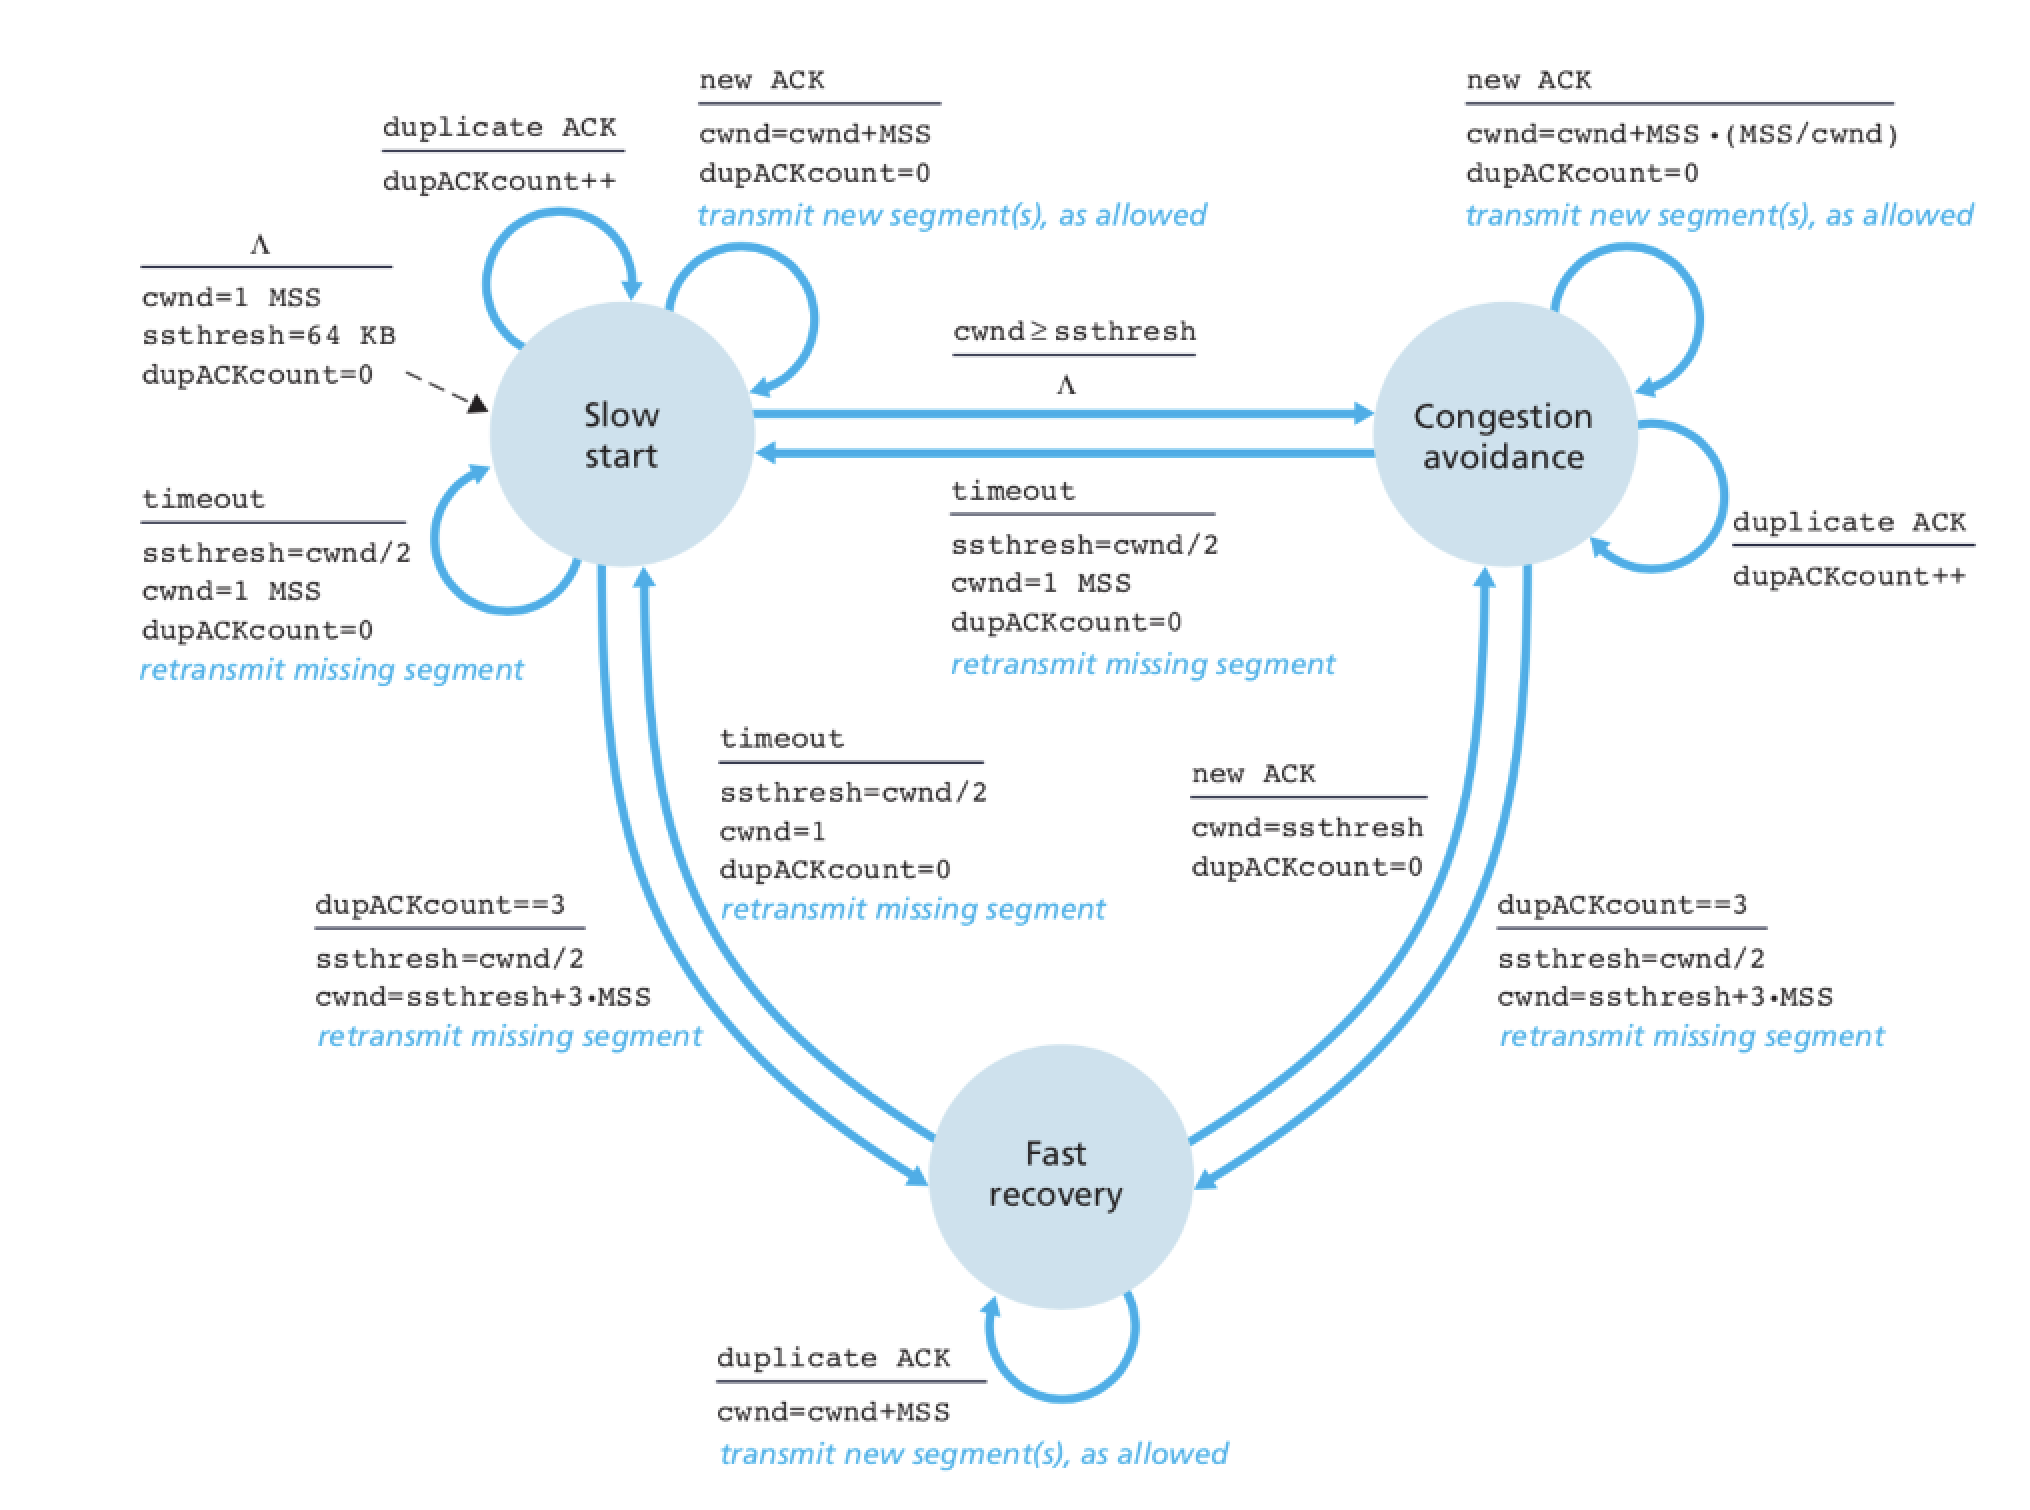 new ACK
cwnd=cwnd+MSS
dupACKcount=0
transmit new segment(s), as allowed
new ACK
cwnd=cwnd+MSS·(MSS/cwnd)
dupACKcount=0
transmit new segment(s), as allowed
duplicate ACK
dupACKcount++
Λ
cwnd=1 MSS
ssthresh=64 KB
dupACKcount=0
cwnd≥ssthresh
Λ
Slow
start
Congestion
avoidance
timeout
ssthresh=cwnd/2
cwnd=1 MSS
dupACKcount=0
retransmit missing segment
timeout
ssthresh=cwnd/2
cwnd=1 MSS
dupACKcount=0
retransmit missing segment
duplicate ACK
dupACKcount++
timeout
ssthresh=cwnd/2
cwnd=1
dupACKcount=0
retransmit missing segment
new ACK
cwnd=ssthresh
dupACKcount=0
dupACKcount==3
ssthresh=cwnd/2
cwnd=ssthresh+3·MSS
retransmit missing segment
dupACKcount==3
ssthresh=cwnd/2
cwnd=ssthresh+3·MSS
retransmit missing segment
Fast
recovery
duplicate ACK
cwnd=cwnd+MSS
transmit new segment(s), as allowed